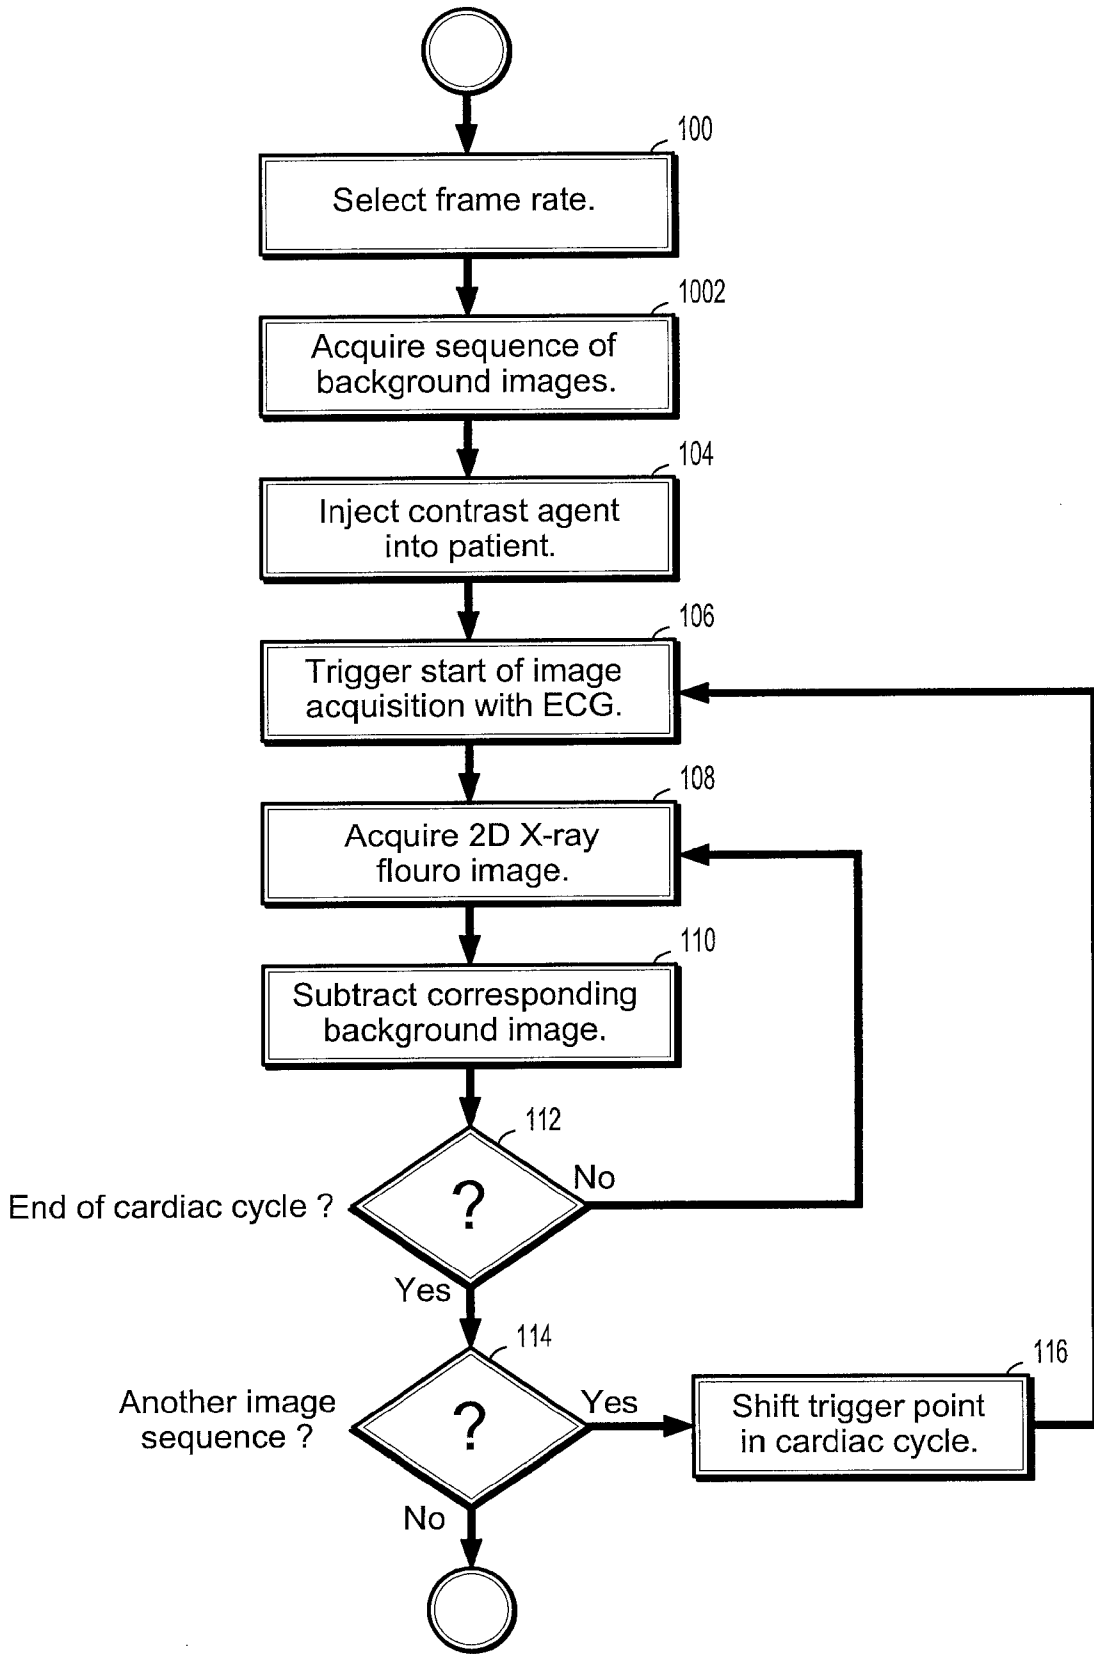 100
Select frame rate.
1002
Acquire sequence of
background images.
104
Inject contrast agent
into patient.
106
Trigger start of image
acquisition with ECG.
108
Acquire 2D X-ray
flouro image.
110
Subtract corresponding
background image.
112
End of cardiac cycle ?
?
No
Yes
114
Another image
sequence ?
?
Yes
116
Shift trigger point
in cardiac cycle.
No